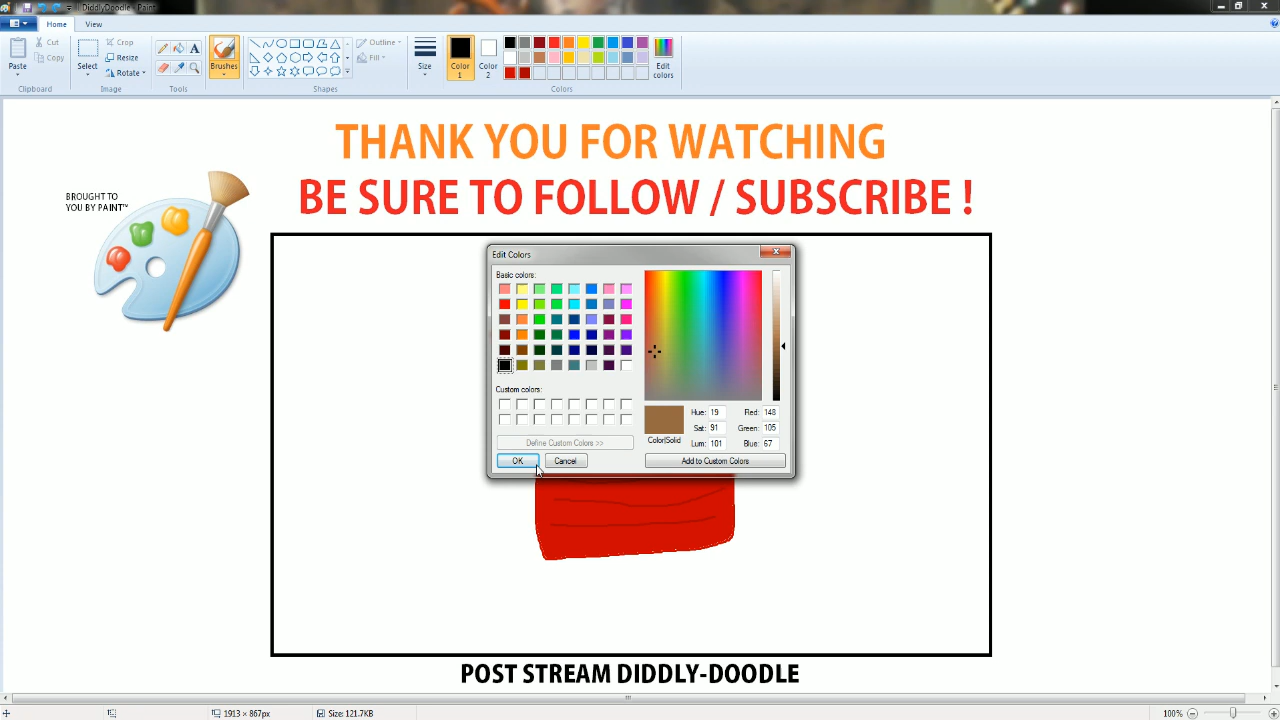 DiddlyDoodle - Paint
Home View
Paste
Cut
Copy
Clipboard
Select
Crop
Resize
Rotate
Image
Tools
Brushes
Outline
Fill
Shapes
Size
Color 1
Color 2
Edit colors
Colors
THANK YOU FOR WATCHING
BE SURE TO FOLLOW / SUBSCRIBE !
BROUGHT TO
YOU BY PAINT™
Edit Colors
Basic colors:
Custom colors:
Define Custom Colors >>
OK Cancel
Color|Solid
Hue: 19 Red: 148
Sat: 91 Green: 105
Lum: 101 Blue: 67
Add to Custom Colors
POST STREAM DIDDLY-DOODLE
1913 × 867px Size: 121.7KB 100%